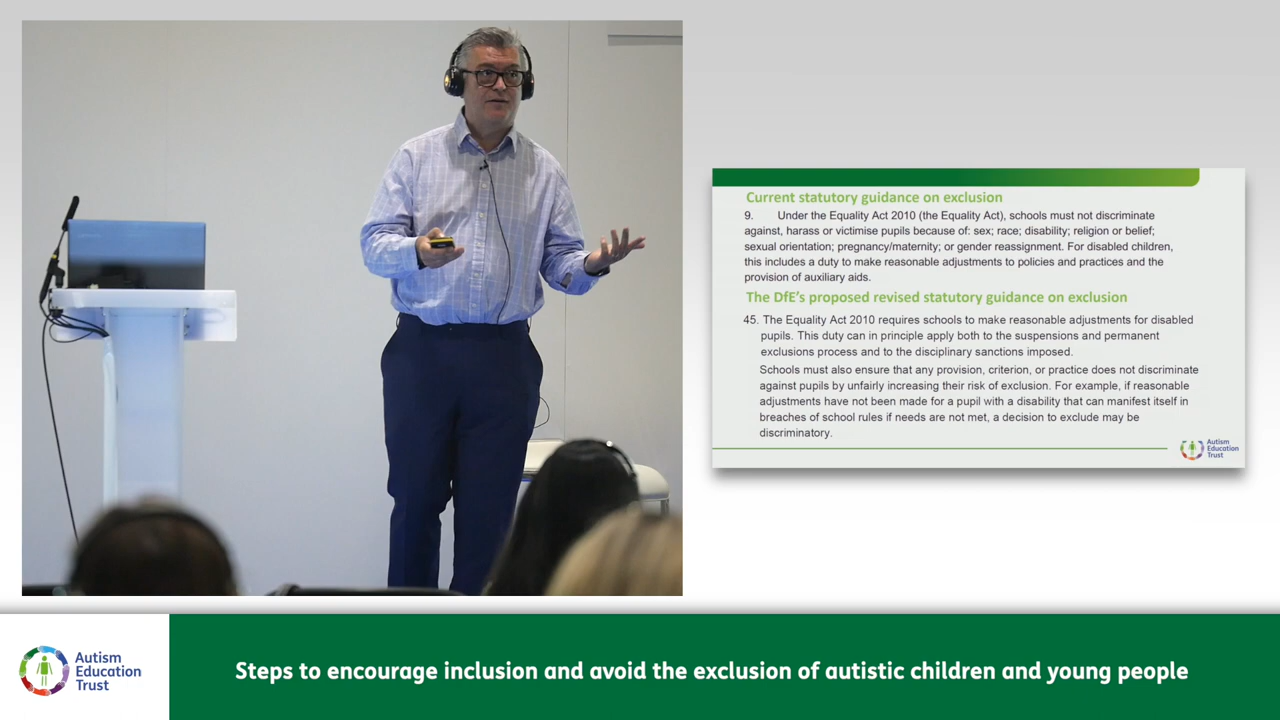 Current statutory guidance on exclusion
9. Under the Equality Act 2010 (the Equality Act), schools must not discriminate
against, harass or victimise pupils because of: sex; race; disability; religion or belief;
sexual orientation; pregnancy/maternity; or gender reassignment. For disabled children,
this includes a duty to make reasonable adjustments to policies and practices and the
provision of auxiliary aids.
The DfE's proposed revised statutory guidance on exclusion
45. The Equality Act 2010 requires schools to make reasonable adjustments for disabled
pupils. This duty can in principle apply both to the suspensions and permanent
exclusions process and to the disciplinary sanctions imposed.
Schools must also ensure that any provision, criterion, or practice does not discriminate
against pupils by unfairly increasing their risk of exclusion. For example, if reasonable
adjustments have not been made for a pupil with a disability that can manifest itself in
breaches of school rules if needs are not met, a decision to exclude may be
discriminatory.
Autism
Education
Trust
Autism
Education
Trust
Steps to encourage inclusion and avoid the exclusion of autistic children and young people